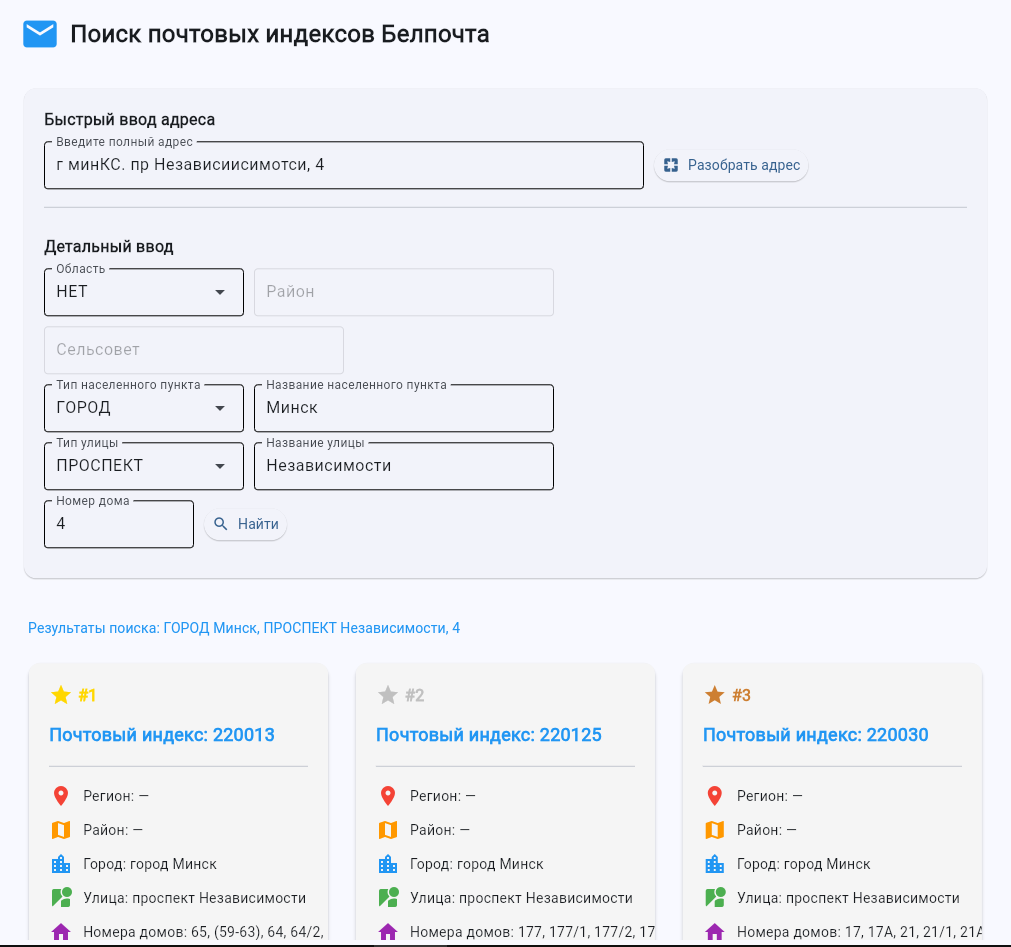 Поиск почтовых индексов Белпочта
Быстрый ввод адреса
Введите полный адрес
г минКС. пр Независиисимотси, 4
Разобрать адрес
Детальный ввод
Область
НЕТ
Район
Сельсовет
Тип населенного пункта
ГОРОД
Название населенного пункта
Минск
Тип улицы
ПРОСПЕКТ
Название улицы
Независимости
Номер дома
4
Найти
Результаты поиска: ГОРОД Минск, ПРОСПЕКТ Независимости, 4
#1
Почтовый индекс: 220013
Регион: —
Район: —
Город: город Минск
Улица: проспект Независимости
Номера домов: 65, (59-63), 64, 64/2,
#2
Почтовый индекс: 220125
Регион: —
Район: —
Город: город Минск
Улица: проспект Независимости
Номера домов: 177, 177/1, 177/2, 17
#3
Почтовый индекс: 220030
Регион: —
Район: —
Город: город Минск
Улица: проспект Независимости
Номера домов: 17, 17А, 21, 21/1, 21А